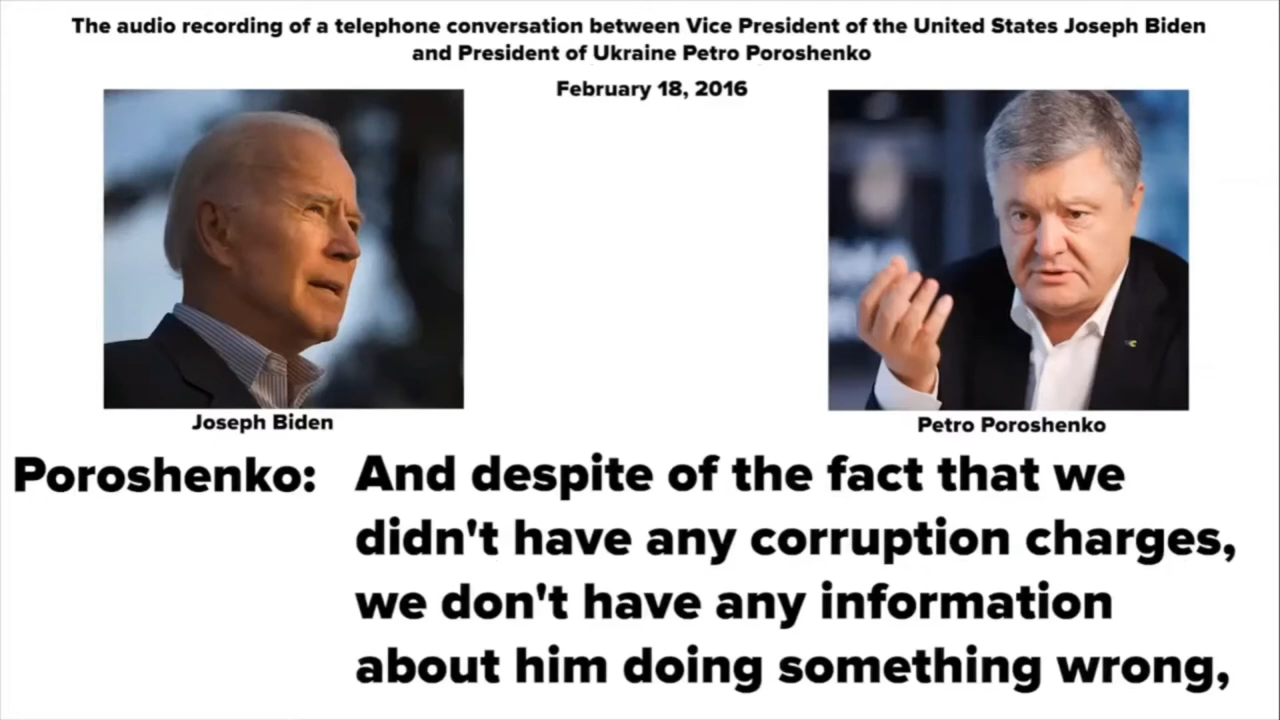 The audio recording of a telephone conversation between Vice President of the United States Joseph Biden
and President of Ukraine Petro Poroshenko
February 18, 2016
Joseph Biden
Petro Poroshenko
Poroshenko: And despite of the fact that we
didn't have any corruption charges,
we don't have any information
about him doing something wrong,